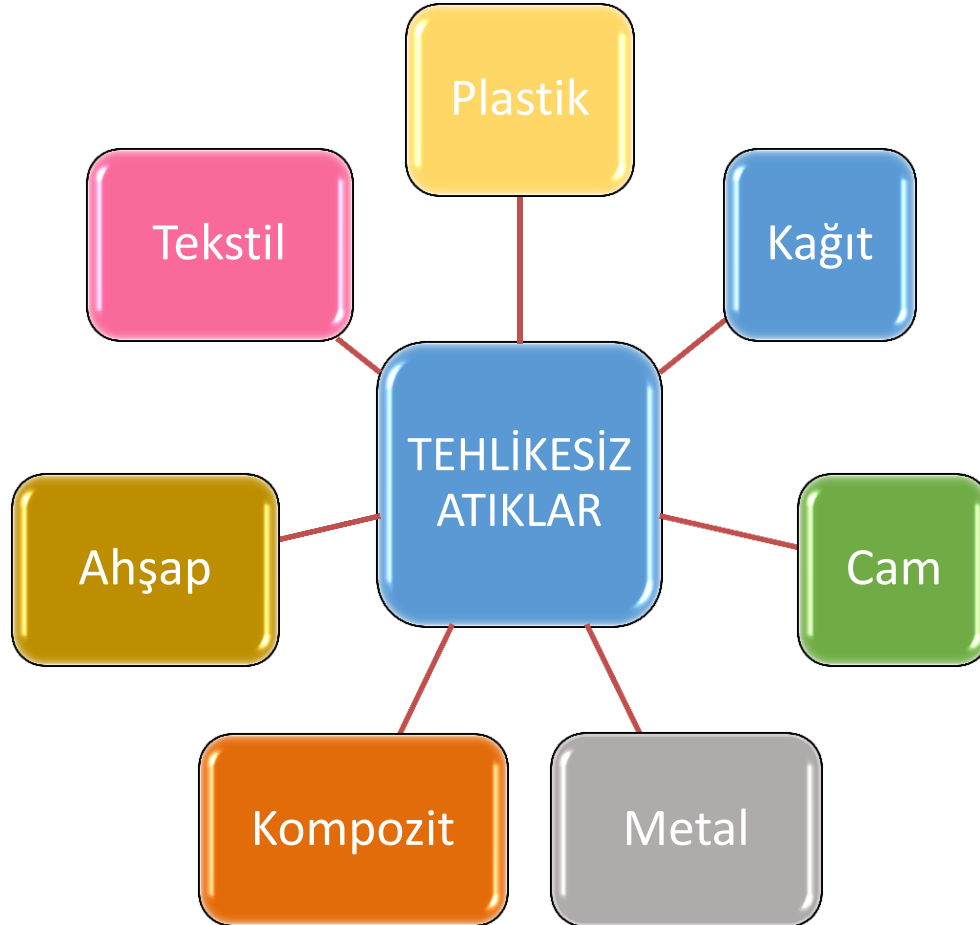 Plastik
Tekstil
Kağıt
TEHLİKESİZ
ATIKLAR
Ahşap
Cam
Kompozit
Metal